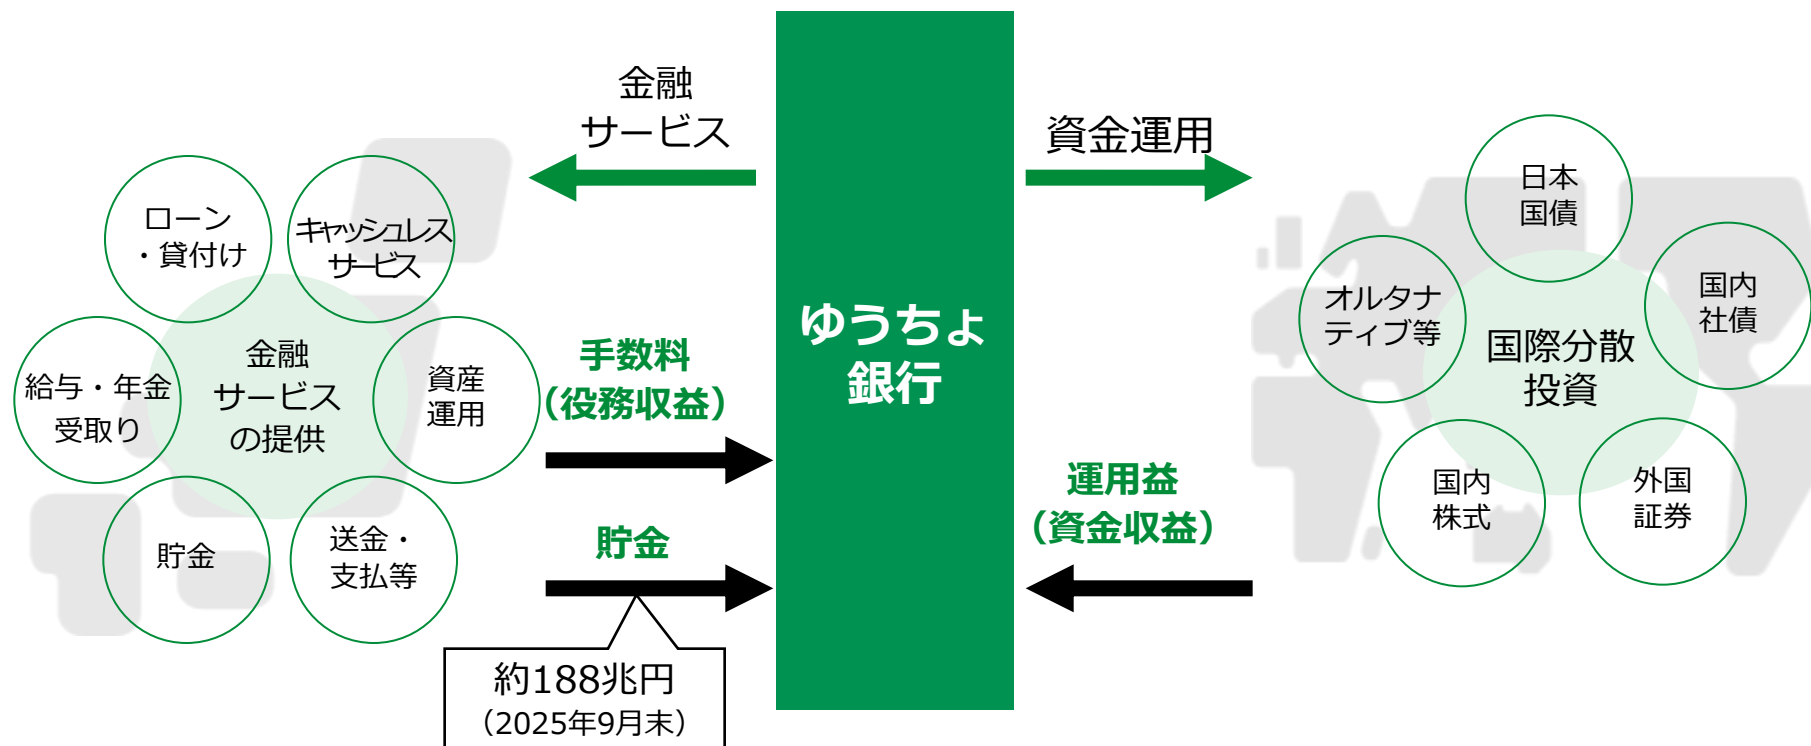 金融
サービス
ローン
・貸付け
キャッシュレス
サービス
給与・年金
受取り
金融
サービス
の提供
資産
運用
貯金
送金・
支払等
手数料
（役務収益）
貯金
約188兆円
（2025年9月末）
ゆうちょ
銀行
資金運用
運用益
（資金収益）
日本
国債
オルタナ
ティブ等
国際分散
投資
国内
社債
国内
株式
外国
証券